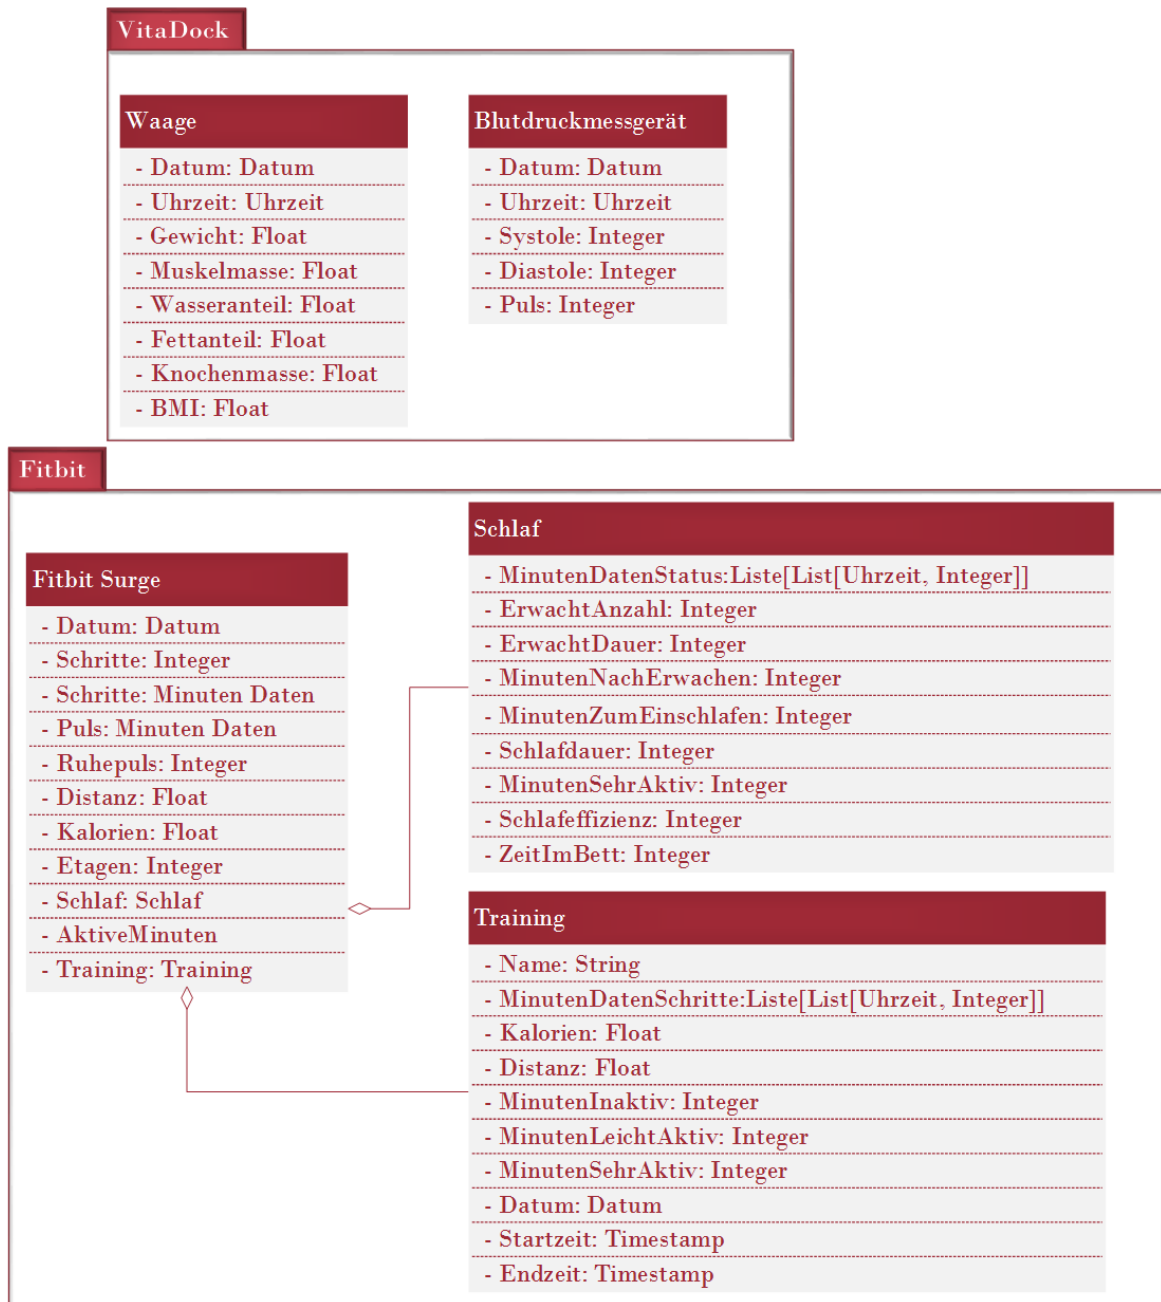 VitaDock
Waage
- Datum: Datum
- Uhrzeit: Uhrzeit
- Gewicht: Float
- Muskelmasse: Float
- Wasseranteil: Float
- Fettanteil: Float
- Knochenmasse: Float
- BMI: Float
Blutdruckmessgerät
- Datum: Datum
- Uhrzeit: Uhrzeit
- Systole: Integer
- Diastole: Integer
- Puls: Integer
Fitbit
Fitbit Surge
- Datum: Datum
- Schritte: Integer
- Schritte: Minuten Daten
- Puls: Minuten Daten
- Ruhepuls: Integer
- Distanz: Float
- Kalorien: Float
- Etagen: Integer
- Schlaf: Schlaf
- AktiveMinuten
- Training: Training
Schlaf
- MinutenDatenStatus:Liste[List[Uhrzeit, Integer]]
- ErwachtAnzahl: Integer
- ErwachtDauer: Integer
- MinutenNachErwachen: Integer
- MinutenZumEinschlafen: Integer
- Schlafdauer: Integer
- MinutenSehrAktiv: Integer
- Schlafeffizienz: Integer
- ZeitImBett: Integer
Training
- Name: String
- MinutenDatenSchritte:Liste[List[Uhrzeit, Integer]]
- Kalorien: Float
- Distanz: Float
- MinutenInaktiv: Integer
- MinutenLeichtAktiv: Integer
- MinutenSehrAktiv: Integer
- Datum: Datum
- Startzeit: Timestamp
- Endzeit: Timestamp